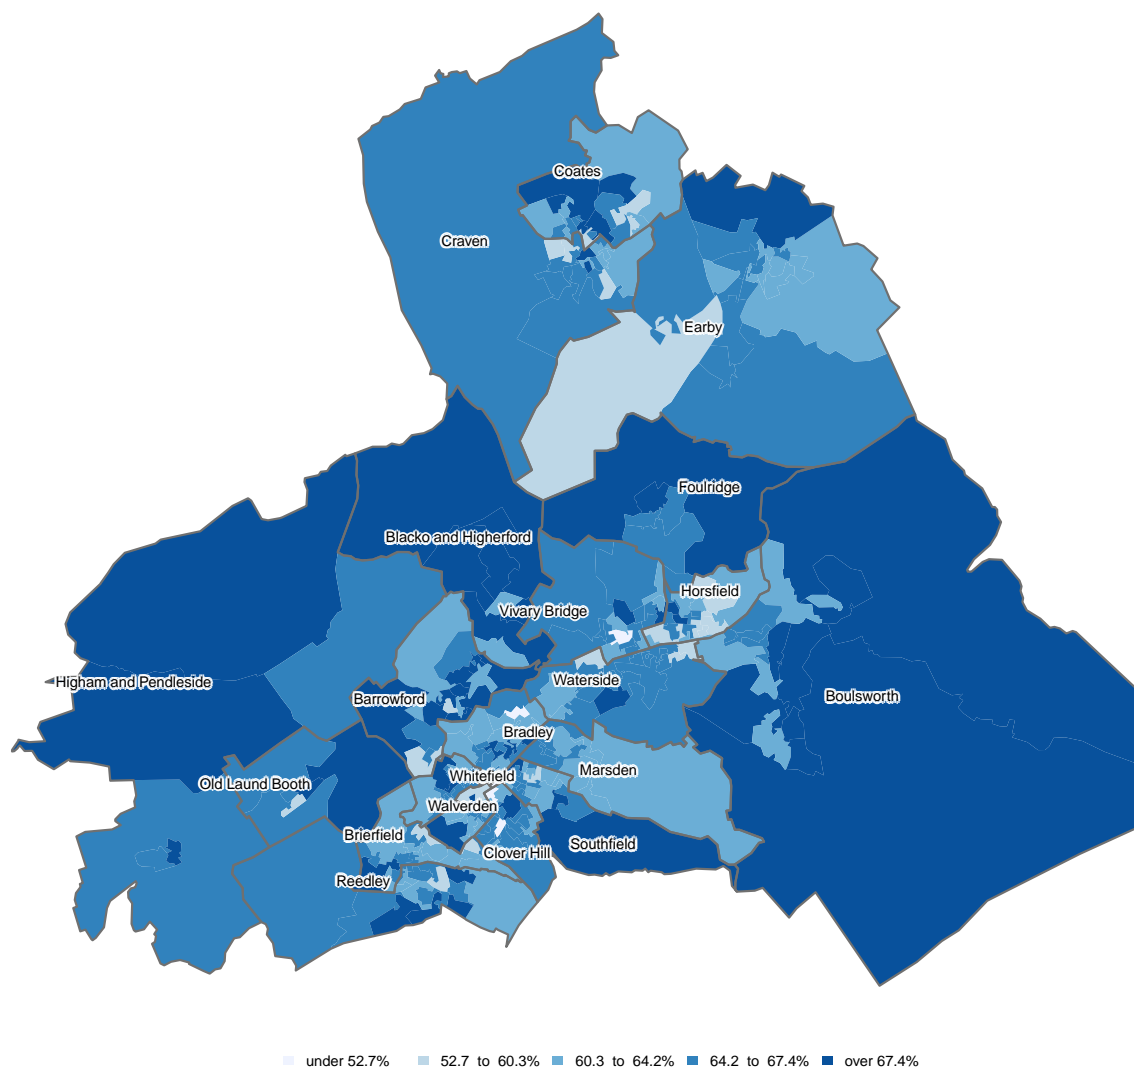 Coates
Craven
Earby
Foulridge
Blacko and Higherford
Horsfield
Vivary Bridge
Waterside
Higham and Pendleside
Boulsworth
Barrowford
Bradley
Marsden
Whitefield
Old Laund Booth
Walverden
Brierfield
Southfield
Clover Hill
Reedley
under 52.7% 52.7 to 60.3% 60.3 to 64.2% 64.2 to 67.4% over 67.4%